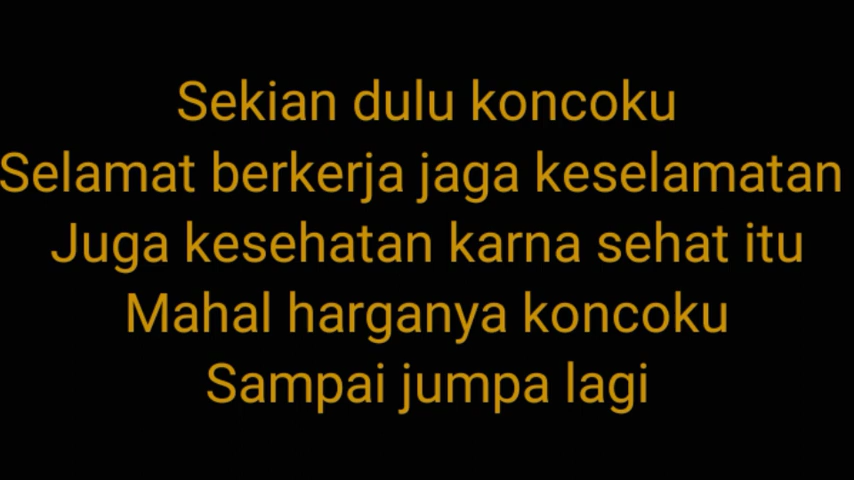 Sekian dulu koncoku
Selamat berkerja jaga keselamatan
Juga kesehatan karna sehat itu
Mahal harganya koncoku
Sampai jumpa lagi